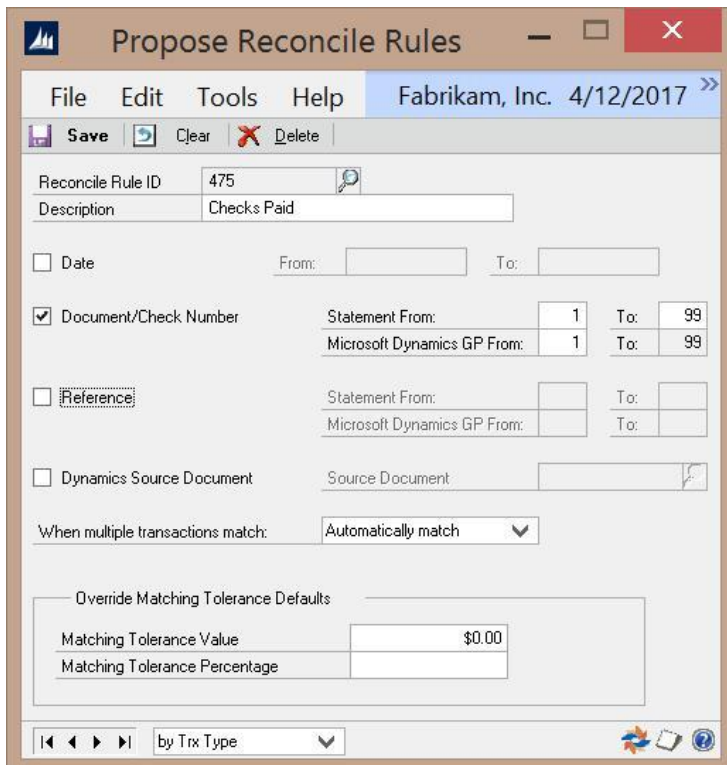 Propose Reconcile Rules
File Edit Tools Help Fabrikam, Inc. 4/12/2017 »
Save Clear Delete
Reconcile Rule ID 475
Description Checks Paid
Date From: To:
Document/Check Number Statement From: 1 To: 99
Microsoft Dynamics GP From: 1 To: 99
Reference Statement From: To:
Microsoft Dynamics GP From: To:
Dynamics Source Document Source Document
When multiple transactions match: Automatically match
Override Matching Tolerance Defaults
Matching Tolerance Value $0.00
Matching Tolerance Percentage
by Trx Type